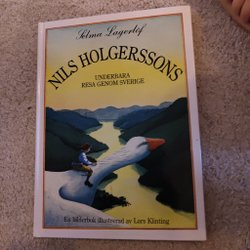 Selma Lagerlöf
NILS HOLGERSSONS
UNDERBARA
RESA GENOM SVERIGE
En bilderbok illustrerad av Lars Klinting